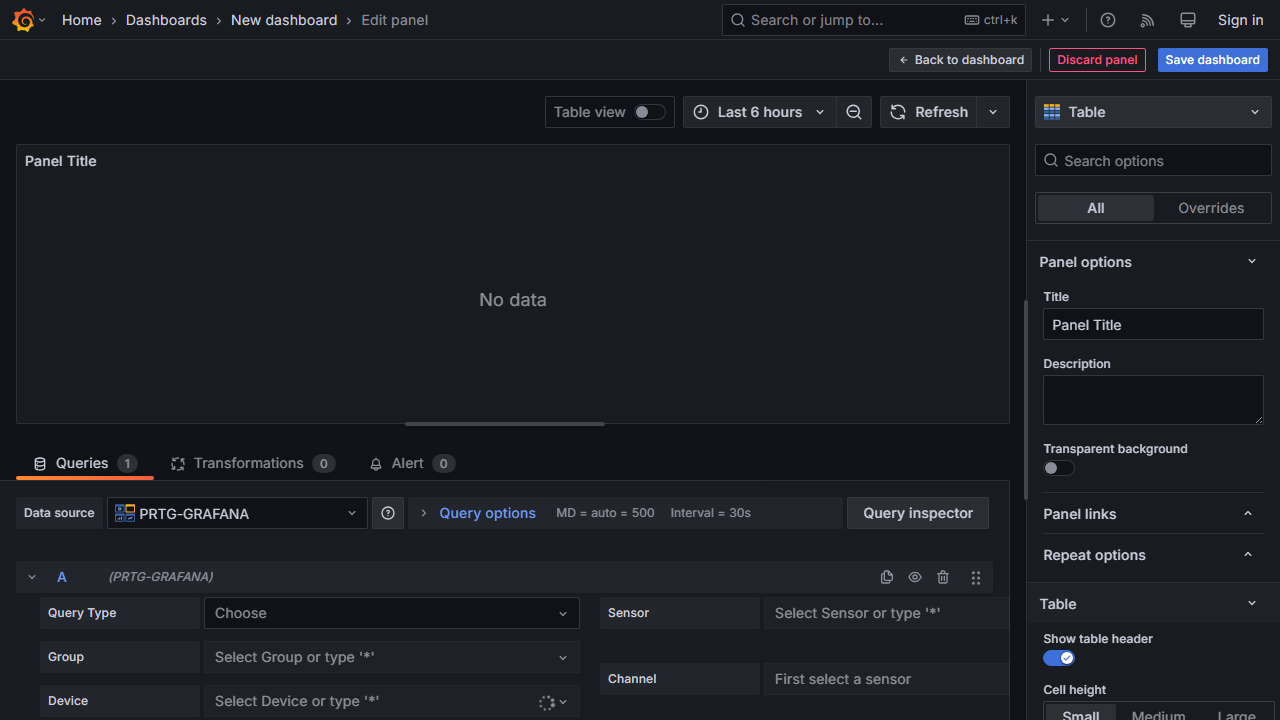 Home › Dashboards › New dashboard › Edit panel
Search or jump to...
ctrl+k
Sign in
Back to dashboard
Discard panel
Save dashboard
Table view
Last 6 hours
Refresh
Table
Panel Title
Search options
All
Overrides
No data
Panel options
Title
Panel Title
Description
Transparent background
Panel links
Repeat options
Table
Show table header
Cell height
Small
Medium
Large
Queries 1
Transformations 0
Alert 0
Data source
PRTG-GRAFANA
Query options
MD = auto = 500
Interval = 30s
Query inspector
A
(PRTG-GRAFANA)
Query Type
Choose
Sensor
Select Sensor or type '*'
Group
Select Group or type '*'
Channel
First select a sensor
Device
Select Device or type '*'